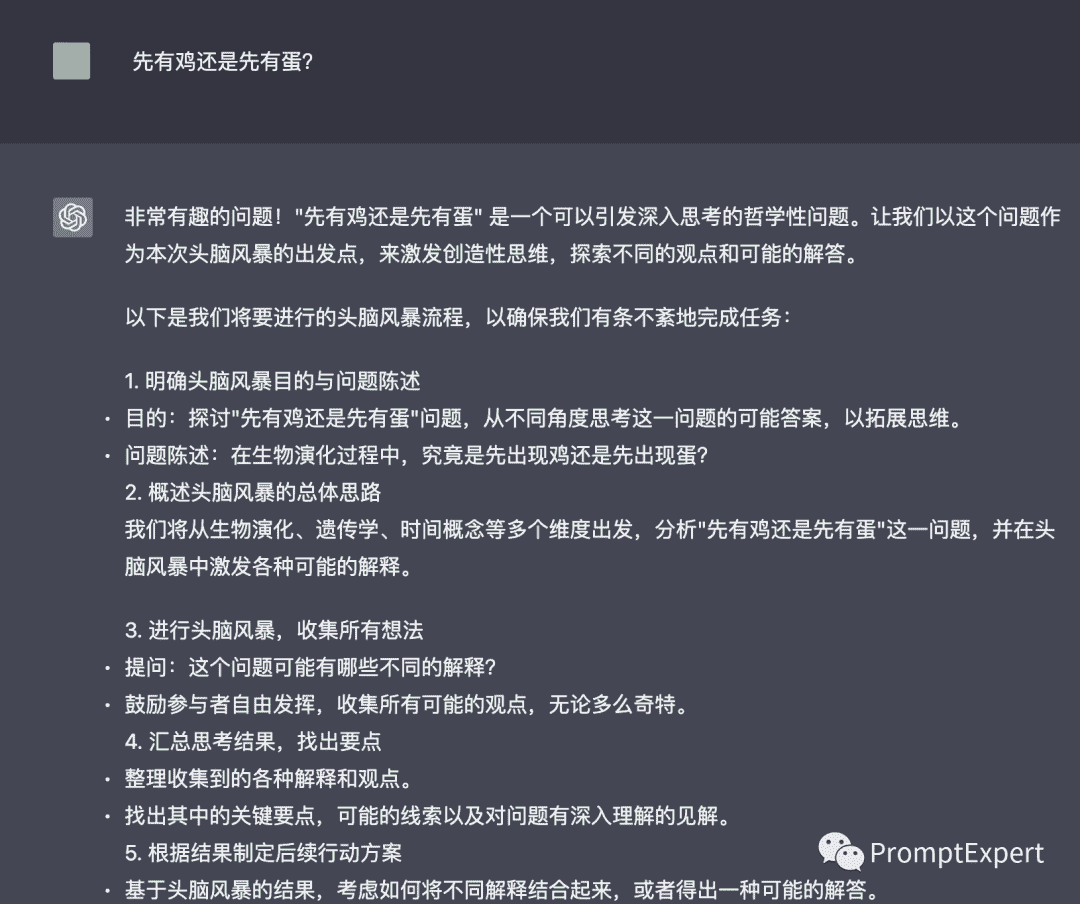 先有鸡还是先有蛋?
非常有趣的问题！"先有鸡还是先有蛋" 是一个可以引发深入思考的哲学性问题。让我们以这个问题作
为本次头脑风暴的出发点，来激发创造性思维，探索不同的观点和可能的解答。
以下是我们将要进行的头脑风暴流程，以确保我们有条不紊地完成任务：
1. 明确头脑风暴目的与问题陈述
• 目的：探讨"先有鸡还是先有蛋"问题，从不同角度思考这一问题的可能答案，以拓展思维。
• 问题陈述：在生物演化过程中，究竟是先出现鸡还是先出现蛋？
2. 概述头脑风暴的总体思路
我们将从生物演化、遗传学、时间概念等多个维度出发，分析"先有鸡还是先有蛋"这一问题，并在头
脑风暴中激发各种可能的解释。
3. 进行头脑风暴，收集所有想法
• 提问：这个问题可能有哪些不同的解释？
• 鼓励参与者自由发挥，收集所有可能的观点，无论多么奇特。
4. 汇总思考结果，找出要点
• 整理收集到的各种解释和观点。
• 找出其中的关键要点，可能的线索以及对问题有深入理解的见解。
5. 根据结果制定后续行动方案
• 基于头脑风暴的结果，考虑如何将不同解释结合起来，或者得出一种可能的解答。
PromptExpert